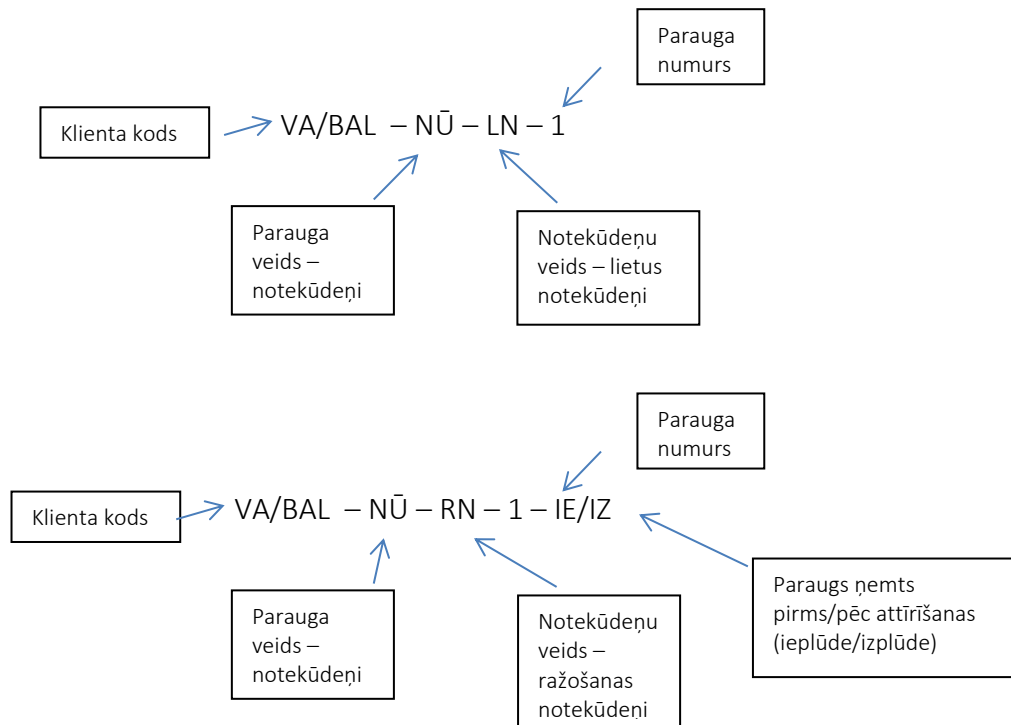 Parauga
numurs
Klienta kods
VA/BAL – NŪ – LN – 1
Parauga
veids –
notekūdeņi
Notekūdeņu
veids – lietus
notekūdeņi
Parauga
numurs
Klienta kods
VA/BAL – NŪ – RN – 1 – IE/IZ
Parauga
veids –
notekūdeņi
Notekūdeņu
veids –
ražošanas
notekūdeņi
Paraugs ņemts
pirms/pēc attīrīšanas
(ieplūde/izplūde)